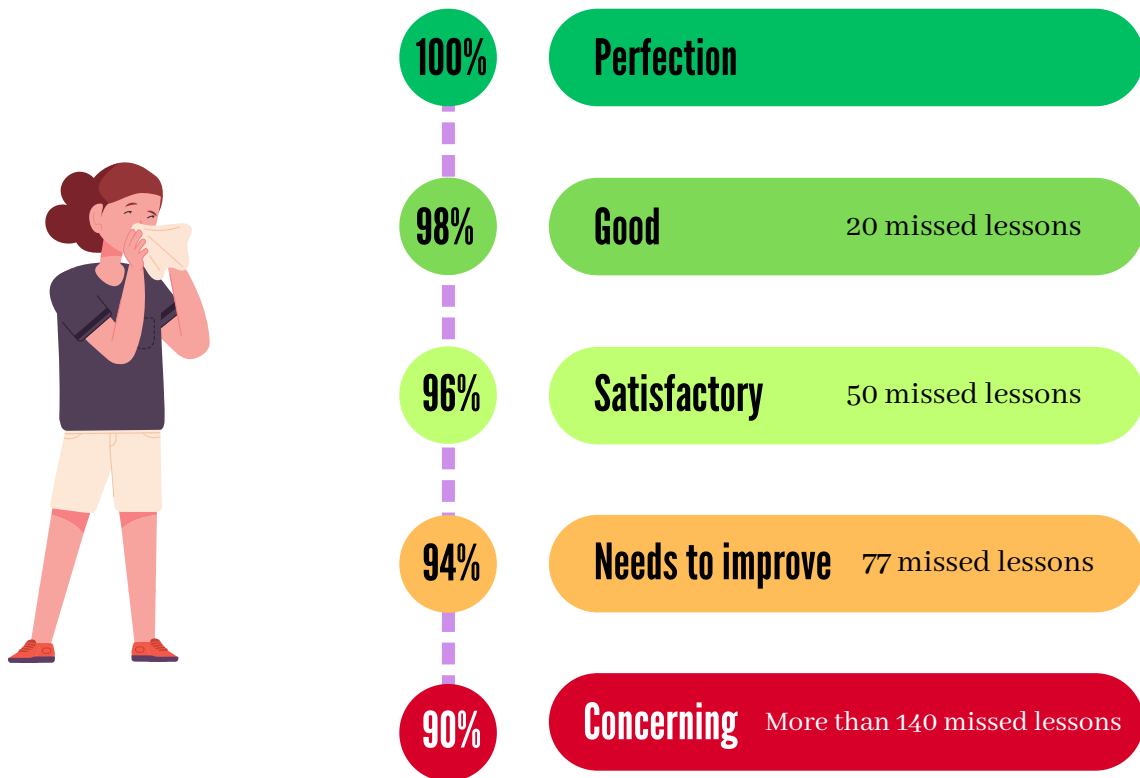 100% Perfection
98% Good 20 missed lessons
96% Satisfactory 50 missed lessons
94% Needs to improve 77 missed lessons
90% Concerning More than 140 missed lessons